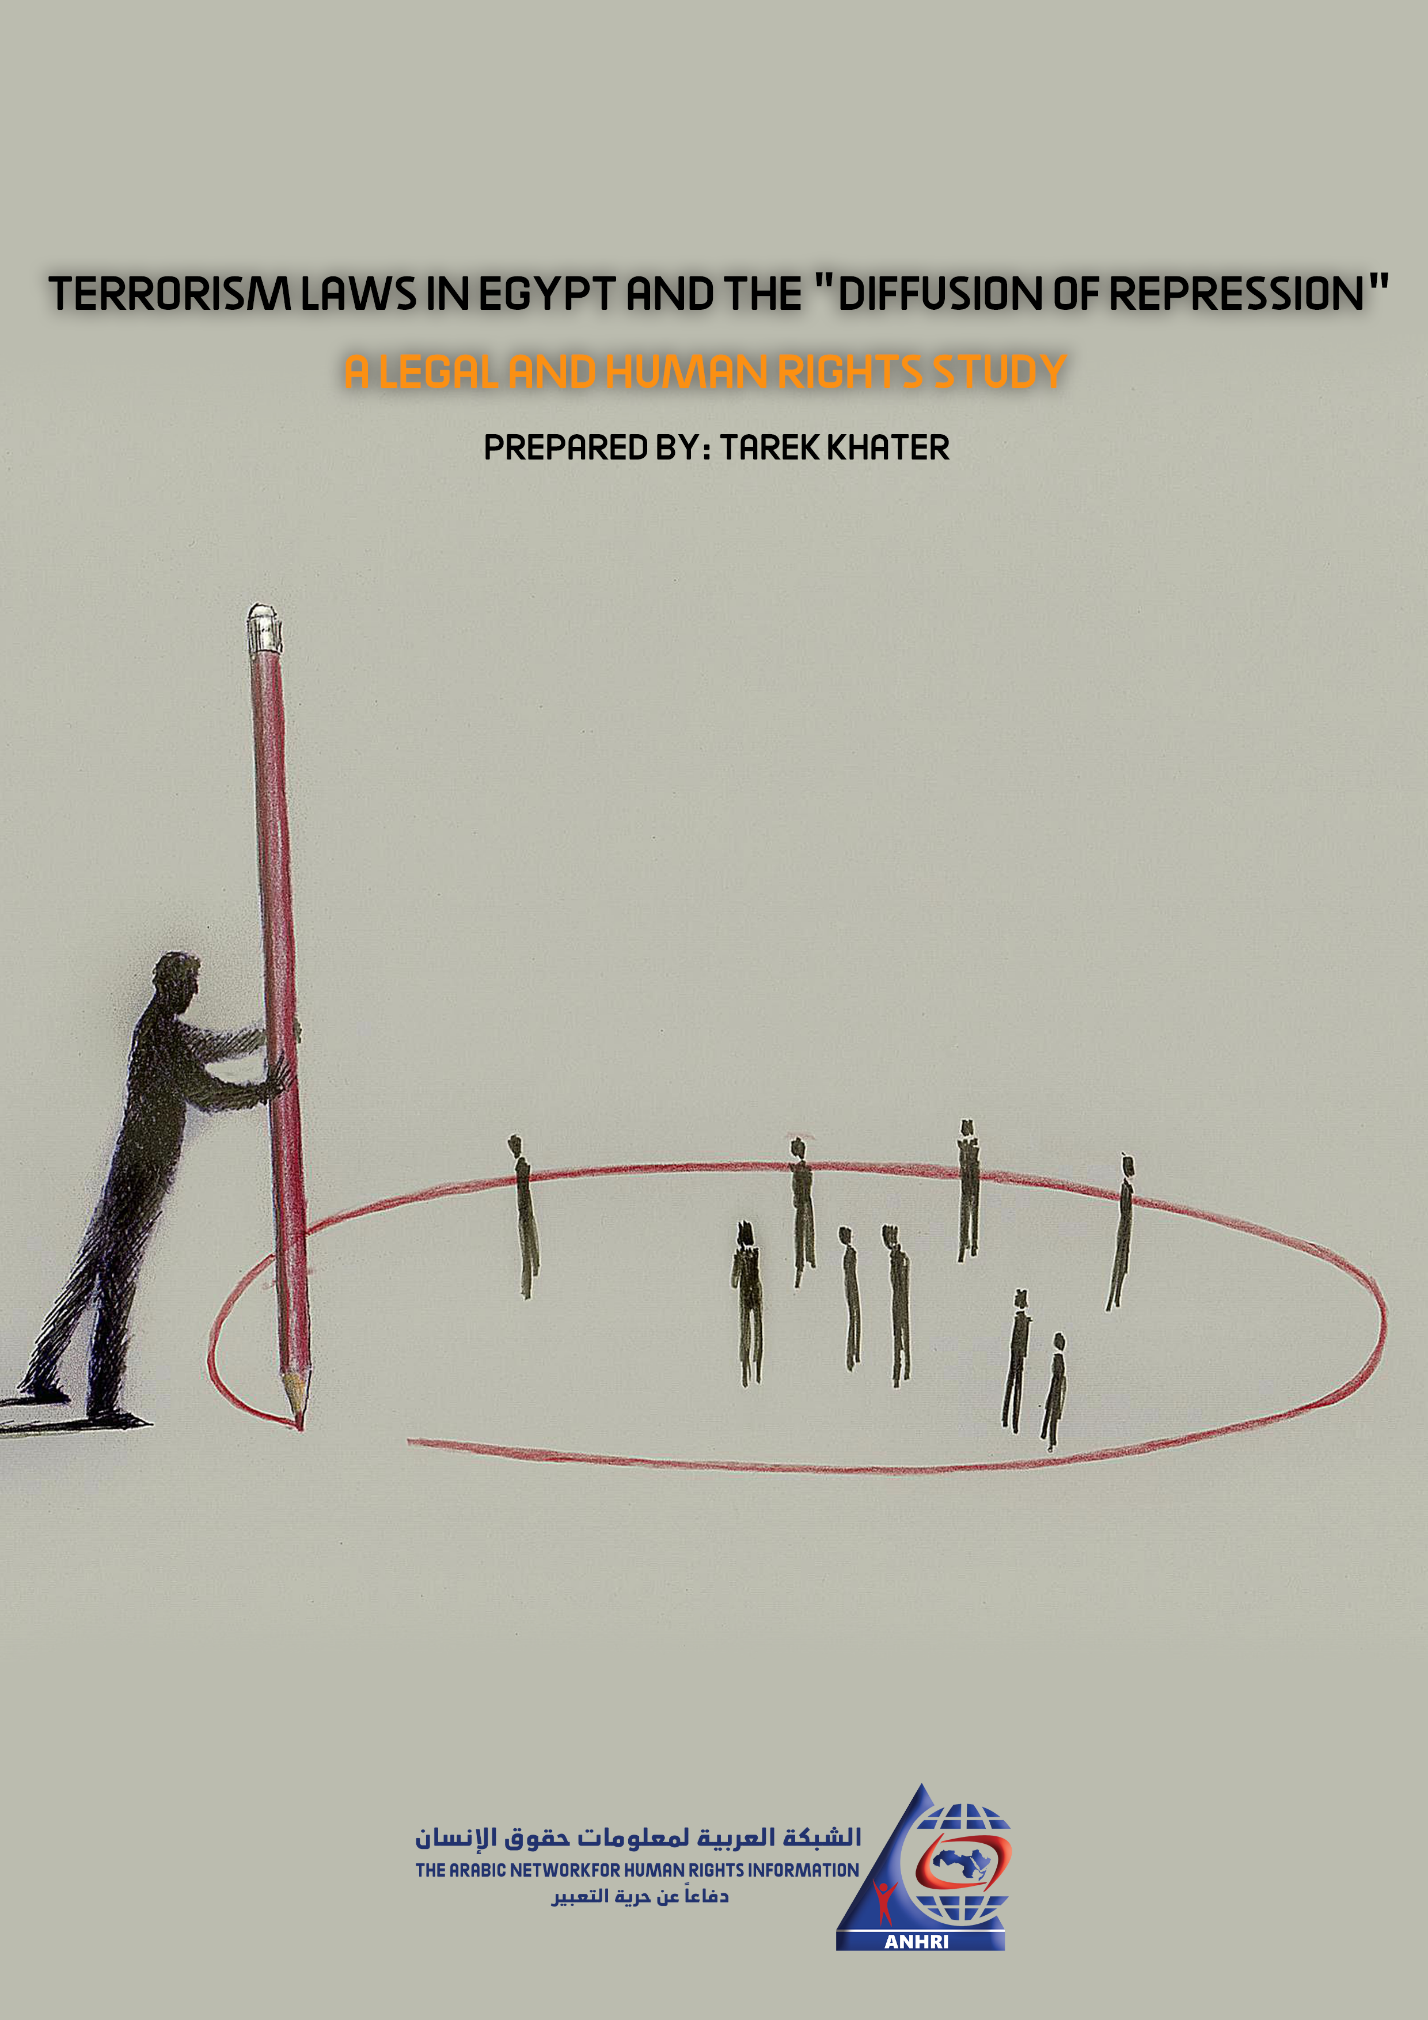 TERRORISM LAWS IN EGYPT AND THE "DIFFUSION OF REPRESSION"
A LEGAL AND HUMAN RIGHTS STUDY
PREPARED BY: TAREK KHATER
الشبكة العربية لمعلومات حقوق الإنسان
THE ARABIC NETWORKFOR HUMAN RIGHTS INFORMATION
دفاعاً عن حرية التعبير
ANHRI